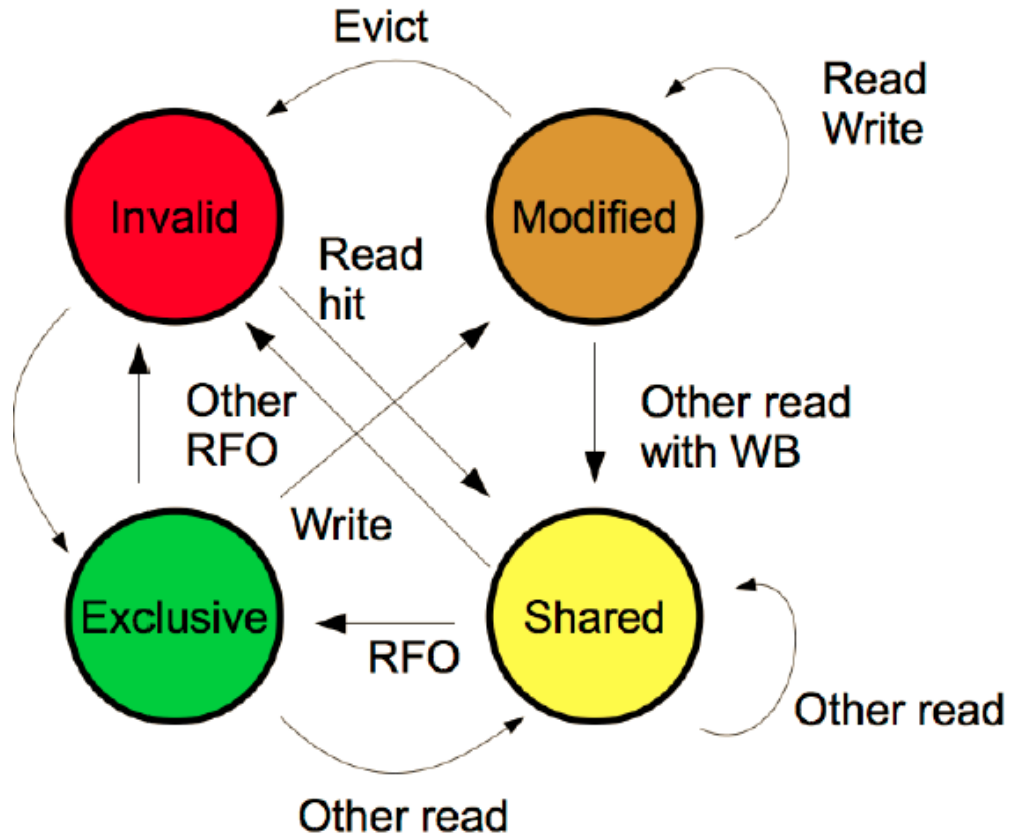 Evict
Read
Write
Invalid
Modified
Read
hit
Other
RFO
Other read
with WB
Write
Exclusive
Shared
RFO
Other read
Other read